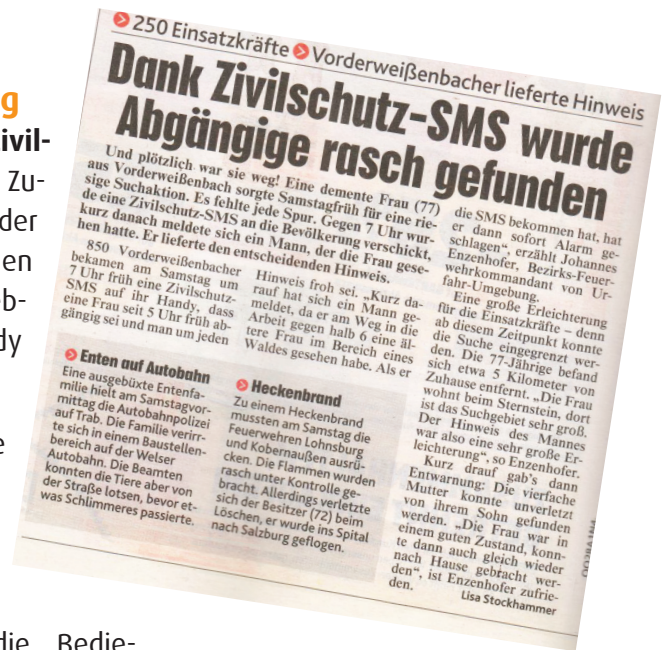 g
ivil-
Zu-
der
en
b-
dy
e
die Bedie-
250 Einsatzkräfte Vorderweißenbacher lieferte Hinweis
Dank Zivilschutz-SMS wurde
Abgängige rasch gefunden
Und plötzlich war sie weg! Eine demente Frau (77)
aus Vorderweißenbach sorgte Samstagfrüh für eine rie-
sige Suchaktion. Es fehlte jede Spur. Gegen 7 Uhr wur-
de eine Zivilschutz-SMS an die Bevölkerung verschickt,
kurz danach meldete sich ein Mann, der die Frau gese-
hen hatte. Er lieferte den entscheidenden Hinweis.
850 Vorderweißenbacher
bekamen am Samstag um
7 Uhr früh eine Zivilschutz-
SMS auf ihr Handy, dass
eine Frau seit 5 Uhr früh ab-
gängig sei und man um jeden
Hinweis froh sei. „Kurz da-
rauf hat sich ein Mann ge-
meldet, da er am Weg in die
Arbeit gegen halb 6 eine äl-
tere Frau im Bereich eines
Waldes gesehen habe. Als er
die SMS bekommen hat, hat
er dann sofort Alarm ge-
schlagen“, erzählt Johannes
Enzenhofer, Bezirks-Feuer-
wehrkommandant von Ur-
fahr-Umgebung.
Eine große Erleichterung
für die Einsatzkräfte – denn
ab diesem Zeitpunkt konnte
die Suche eingegrenzt wer-
den. Die 77-Jährige befand
sich etwa 5 Kilometer von
Zuhause entfernt. „Die Frau
wohnt beim Sternstein, dort
ist das Suchgebiet sehr groß.
Der Hinweis des Mannes
war also eine sehr große Er-
leichterung“, so Enzenhofer.
Kurz drauf gab's dann
Entwarnung: Die vierfache
Mutter konnte unverletzt
von ihrem Sohn gefunden
werden. „Die Frau war in
einem guten Zustand, konn-
te dann auch gleich wieder
nach Hause gebracht wer-
den“, ist Enzenhofer zufrie-
den.
Lisa Stockhammer
Enten auf Autobahn
Eine ausgebüxte Entenfa-
milie hielt am Samstagvor-
mittag die Autobahnpolizei
auf Trab. Die Familie verirr-
te sich in einem Baustellen-
bereich auf der Welser
Autobahn. Die Beamten
konnten die Tiere aber von
der Straße lotsen, bevor et-
was Schlimmeres passierte.
Heckenbrand
Zu einem Heckenbrand
mussten am Samstag die
Feuerwehren Lohnsburg
und Kobernaußen ausrü-
cken. Die Flammen wurden
rasch unter Kontrolle ge-
bracht. Allerdings verletzte
sich der Besitzer (72) beim
Löschen, er wurde ins Spital
nach Salzburg geflogen.